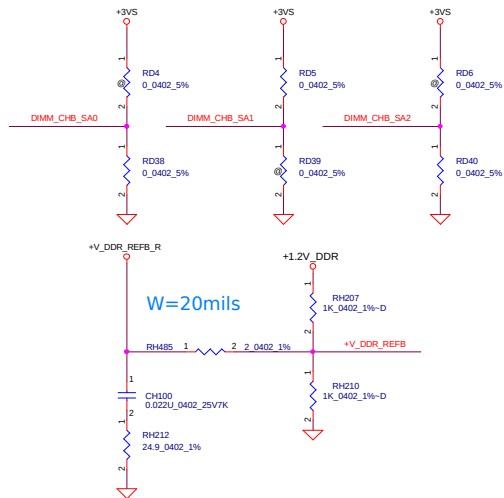 +3VS
+3VS
+3VS
1
1
1
RD4
RD5
RD6
@
@
0_0402_5%
0_0402_5%
0_0402_5%
2
2
2
DIMM_CHB_SA0
DIMM_CHB_SA1
DIMM_CHB_SA2
1
1
1
RD38
RD39
RD40
@
0_0402_5%
0_0402_5%
0_0402_5%
2
2
2
+V_DDR_REFB_R
+1.2V_DDR
W=20mils
1
RH207
1K_0402_1%~D
2
RH485
1
2
2_0402_1%
+V_DDR_REFB
1
CH100
0.022U_0402_25V7K
2
1
RH210
1K_0402_1%~D
2
1
RH212
24.9_0402_1%
2